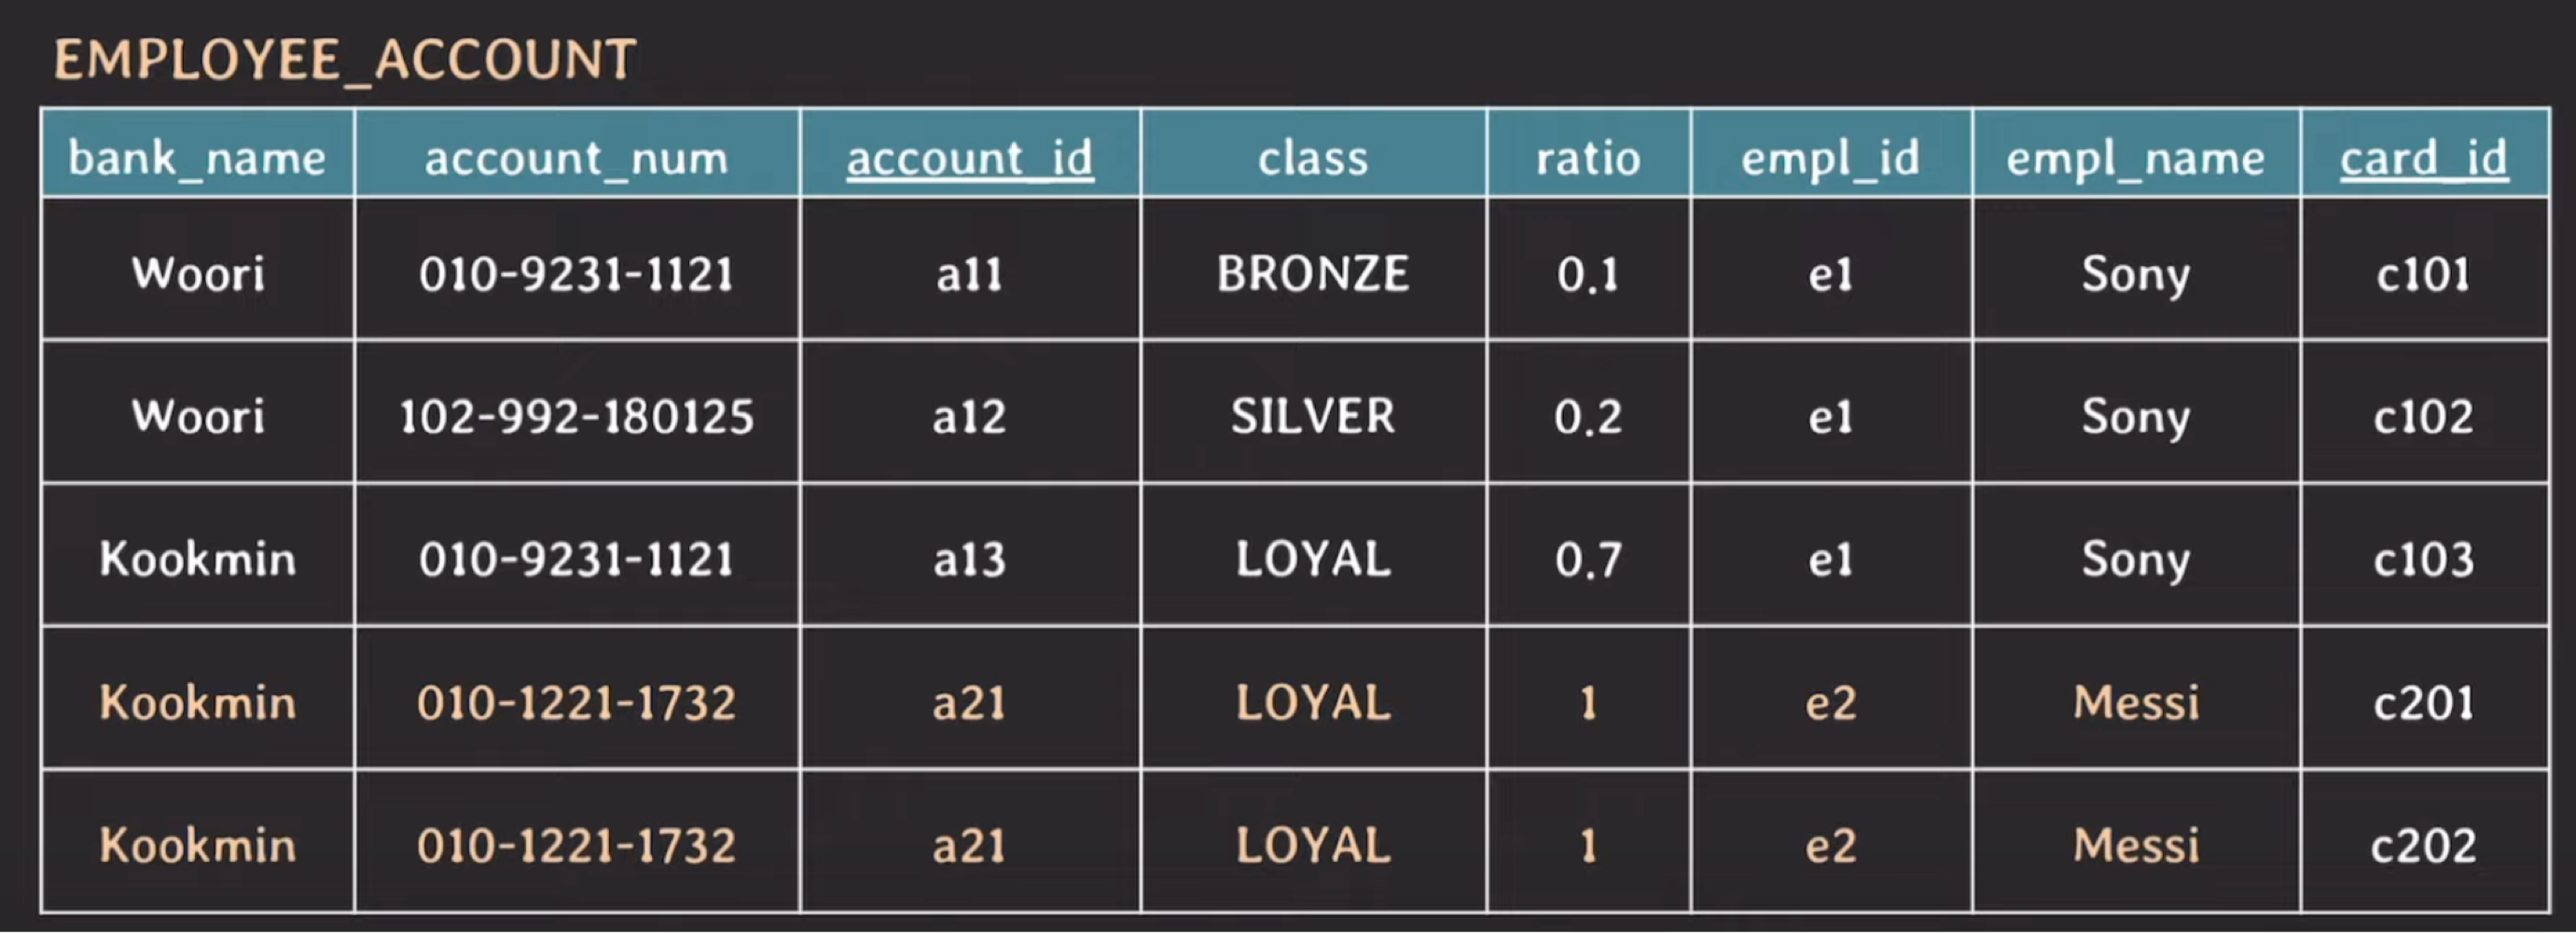 EMPLOYEE_ACCOUNT
bank_name account_num account_id class ratio empl_id empl_name card_id
Woori 010-9231-1121 a11 BRONZE 0.1 e1 Sony c101
Woori 102-992-180125 a12 SILVER 0.2 e1 Sony c102
Kookmin 010-9231-1121 a13 LOYAL 0.7 e1 Sony c103
Kookmin 010-1221-1732 a21 LOYAL 1 e2 Messi c201
Kookmin 010-1221-1732 a21 LOYAL 1 e2 Messi c202